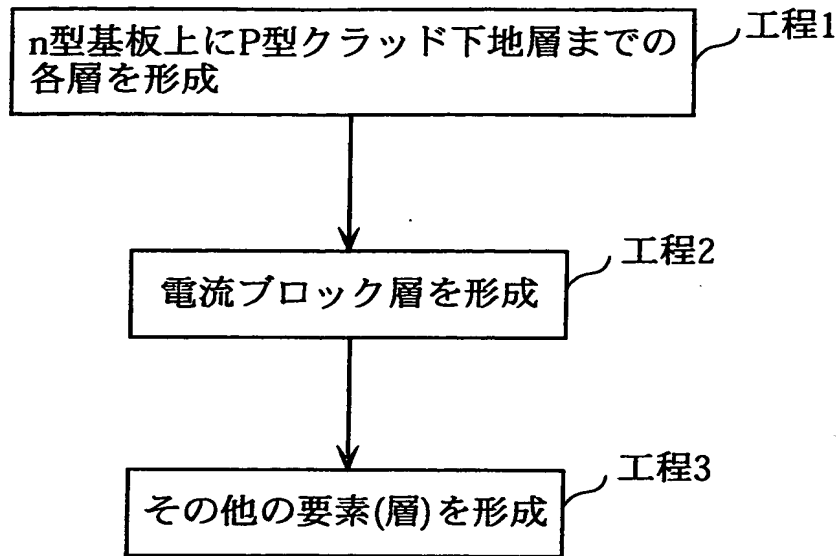 n型基板上にP型クラッド下地層までの
各層を形成
工程1
電流ブロック層を形成
工程2
その他の要素(層)を形成
工程3